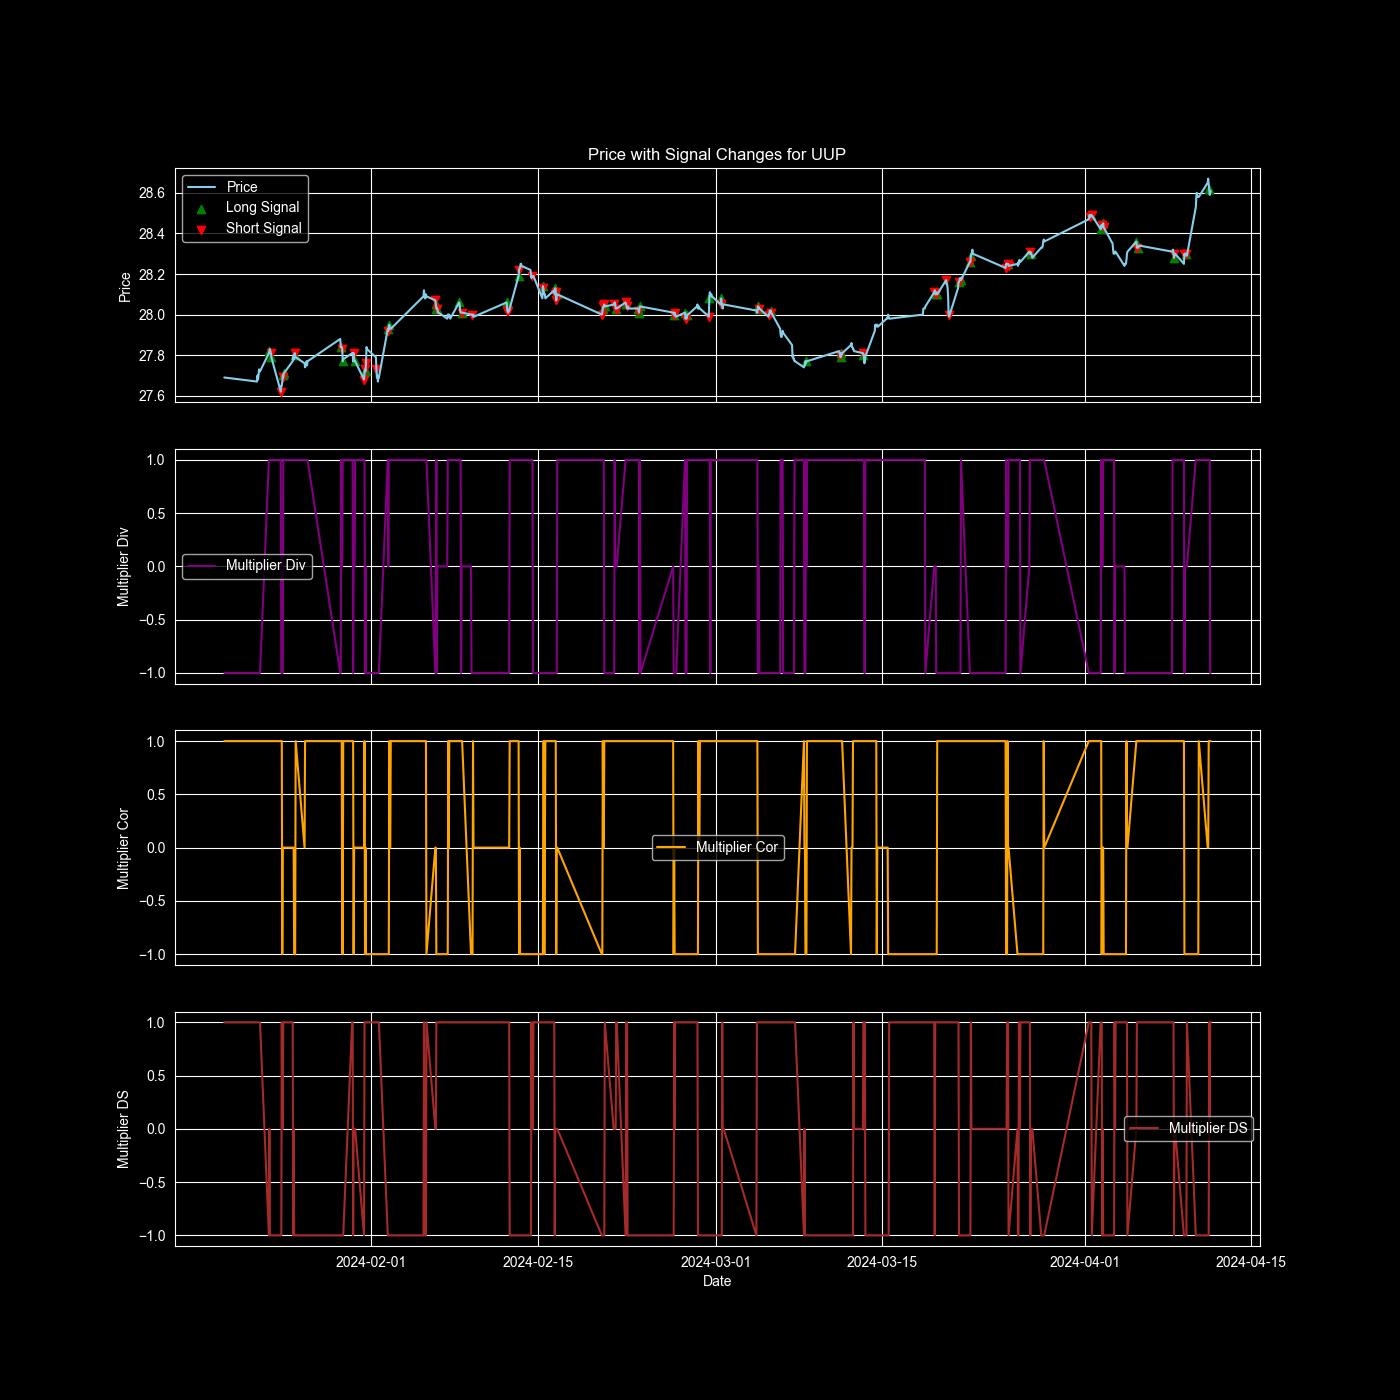 Price with Signal Changes for UUP
Price
28.6
28.4
28.2
28.0
27.8
27.6
Price
Long Signal
Short Signal
Multiplier Div
1.0
0.5
0.0
−0.5
−1.0
Multiplier Div
Multiplier Cor
1.0
0.5
0.0
−0.5
−1.0
Multiplier Cor
Multiplier DS
1.0
0.5
0.0
−0.5
−1.0
Multiplier DS
2024-02-01 2024-02-15 2024-03-01 2024-03-15 2024-04-01 2024-04-15
Date